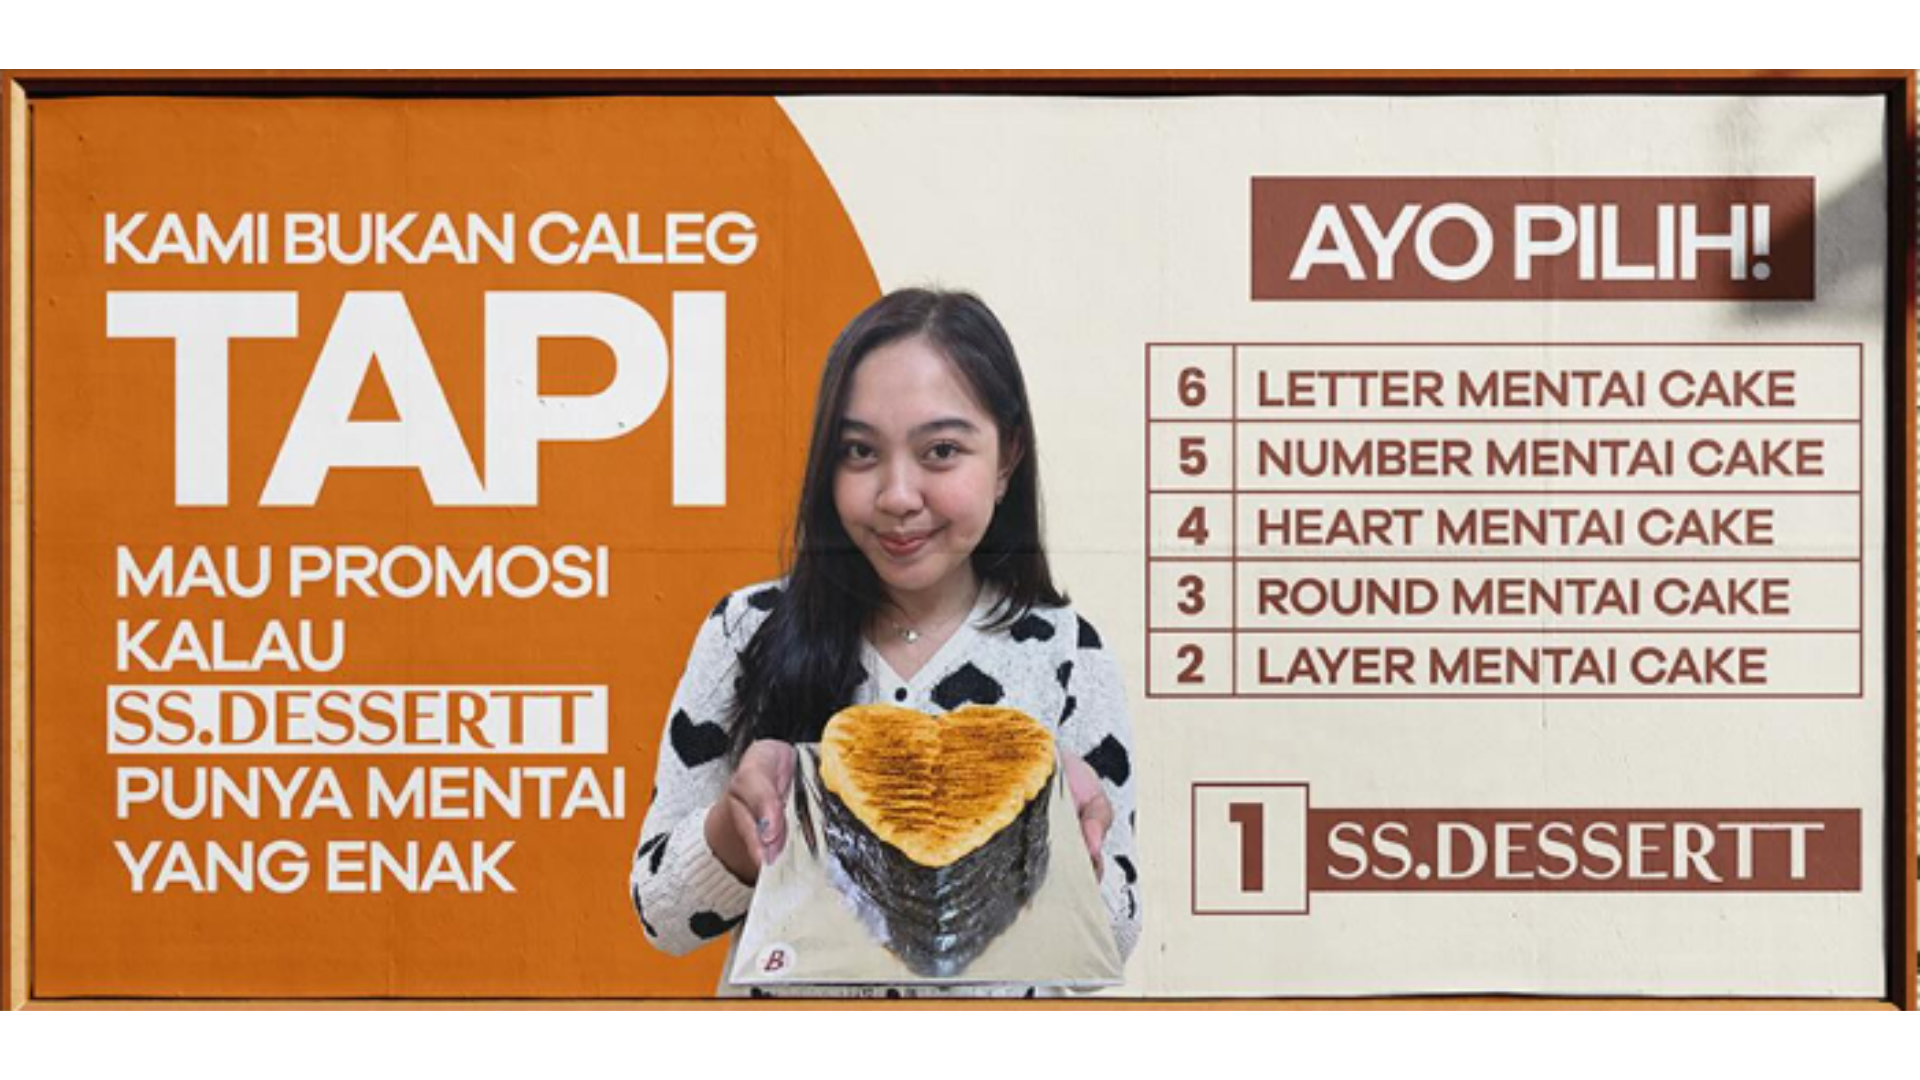 KAMI BUKAN CALEG
TAPI
MAU PROMOSI
KALAU
SS.DESSERTT
PUNYA MENTAI
YANG ENAK
B
AYO PILIH!
6 LETTER MENTAI CAKE
5 NUMBER MENTAI CAKE
4 HEART MENTAI CAKE
3 ROUND MENTAI CAKE
2 LAYER MENTAI CAKE
1 SS.DESSERTT